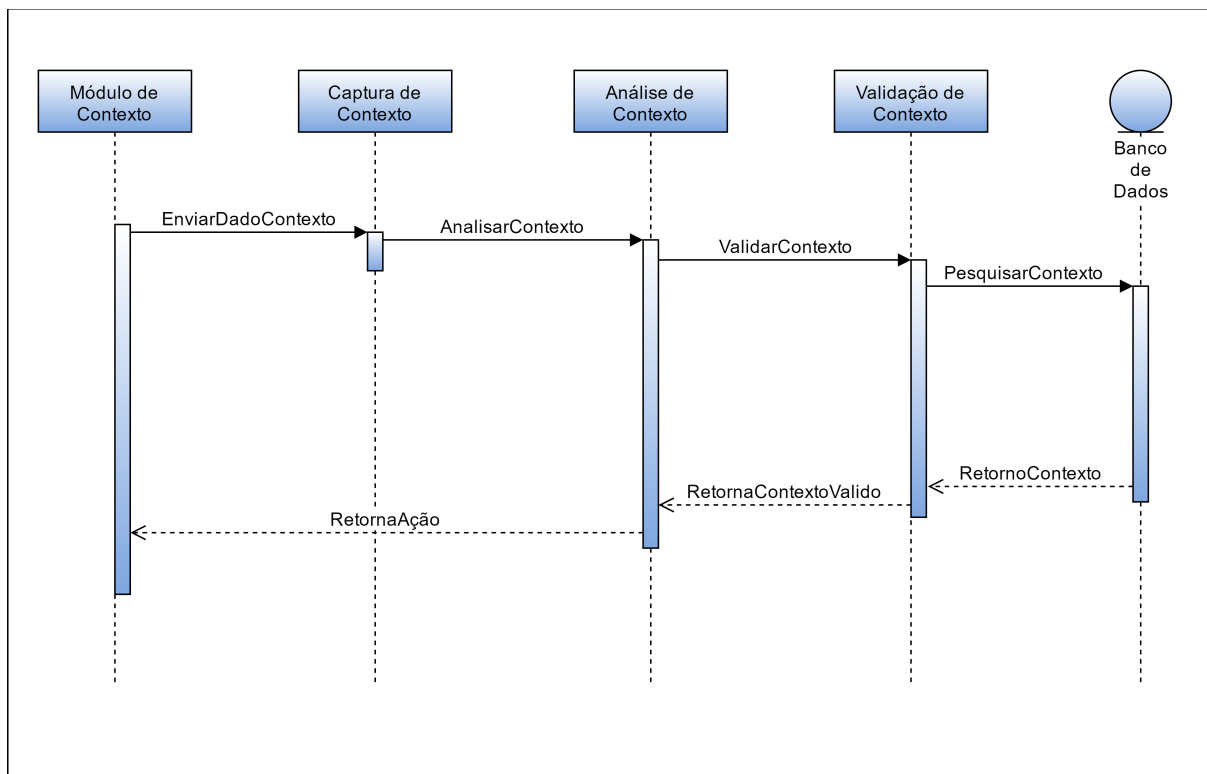 Módulo de
Contexto
Captura de
Contexto
Análise de
Contexto
Validação de
Contexto
Banco
de
Dados
EnviarDadoContexto
AnalisarContexto
ValidarContexto
PesquisarContexto
RetornoContexto
RetornaContextoValido
RetornaAção